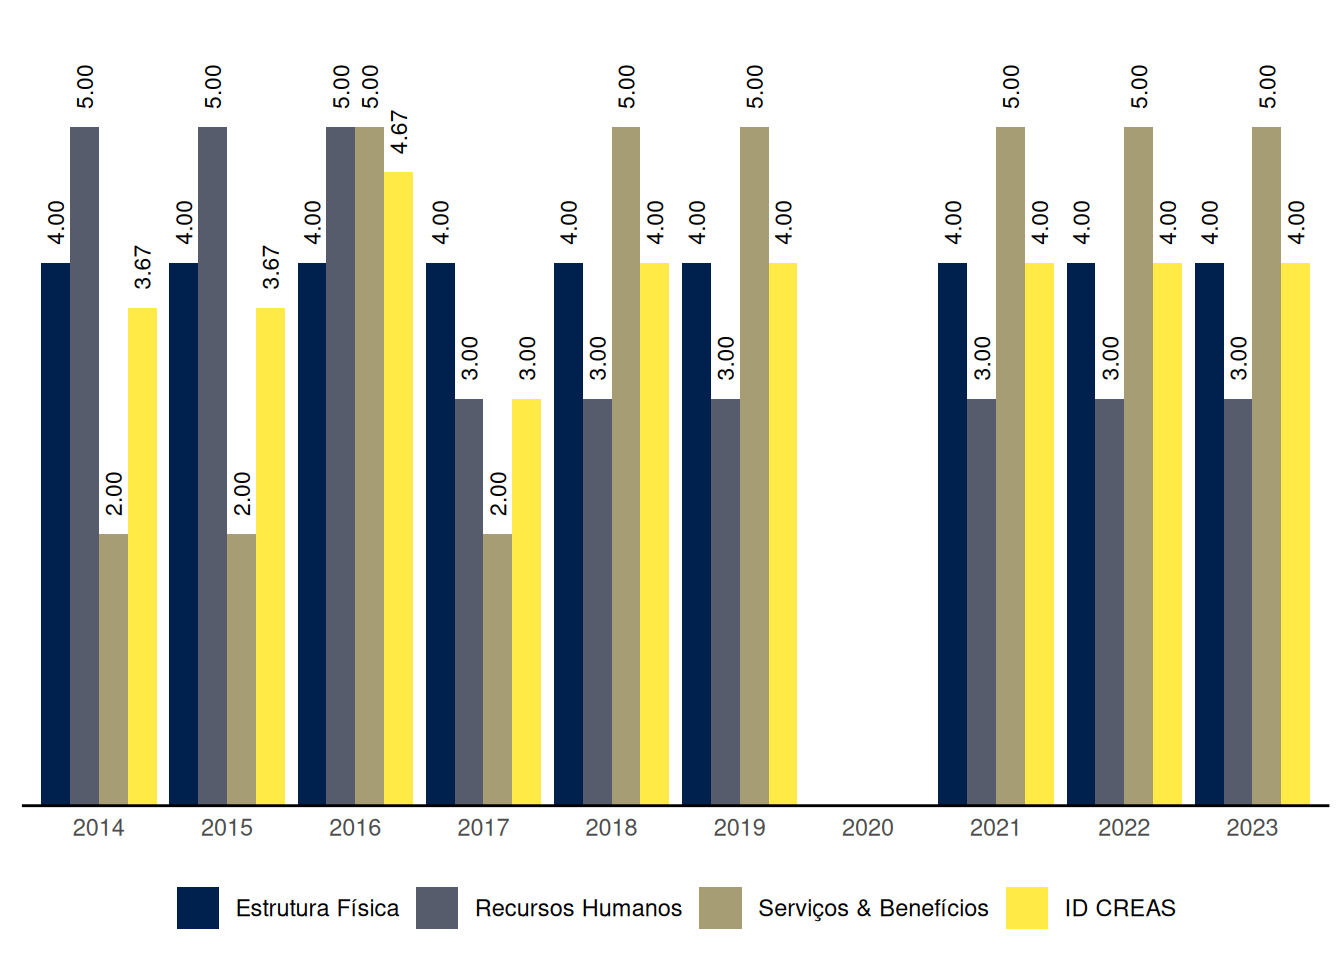 5.00 5.00 5.00 5.00 5.00 5.00 5.00 5.00 5.00
4.67
4.00 4.00 4.00 4.00 4.00 4.00 4.00 4.00 4.00 4.00 4.00 4.00 4.00 4.00
3.67 3.67
3.00 3.00 3.00 3.00 3.00 3.00 3.00
2.00 2.00 2.00
2014 2015 2016 2017 2018 2019 2020 2021 2022 2023
Estrutura Física Recursos Humanos Serviços & Benefícios ID CREAS